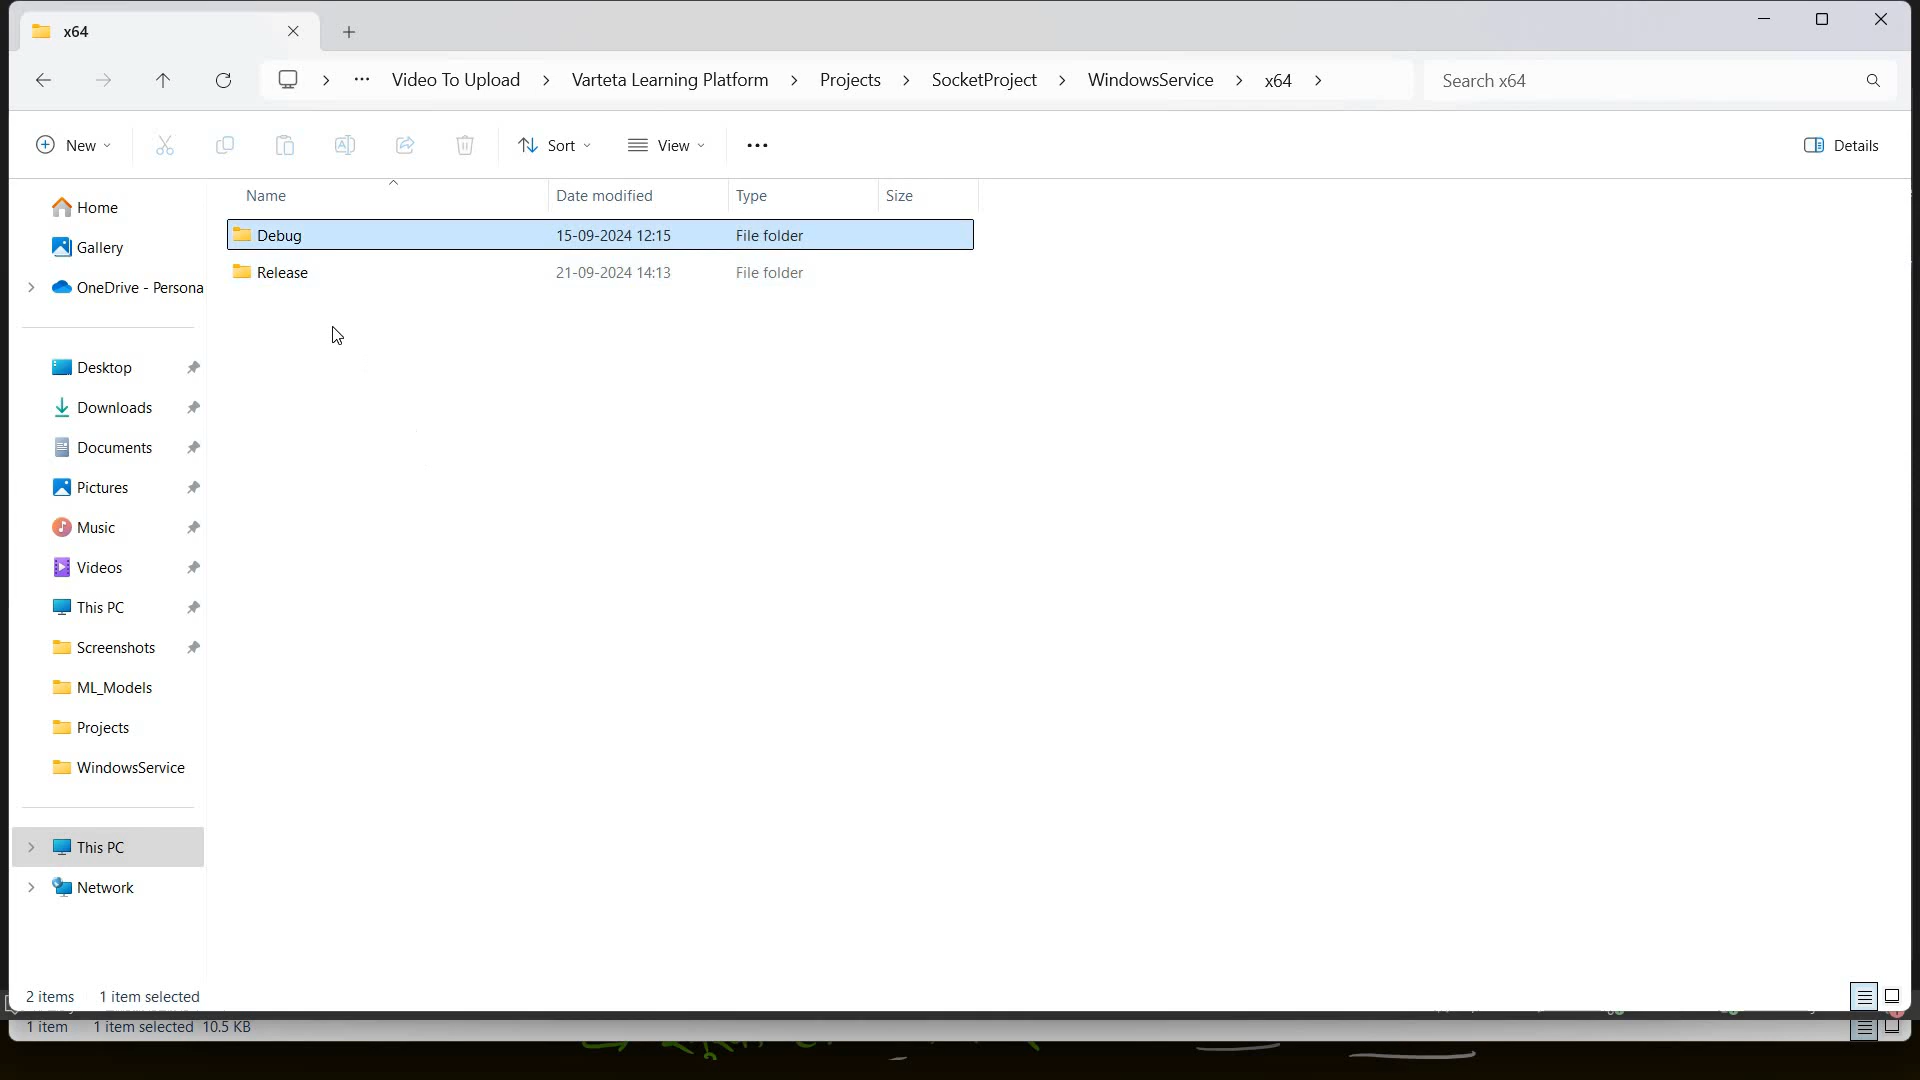 x64
Video To Upload > Varteta Learning Platform > Projects > SocketProject > WindowsService > x64 >
Search x64
New
Sort
View
Details
Name Date modified Type Size
Debug 15-09-2024 12:15 File folder
Release 21-09-2024 14:13 File folder
Home
Gallery
OneDrive - Persona
Desktop
Downloads
Documents
Pictures
Music
Videos
This PC
Screenshots
ML_Models
Projects
WindowsService
This PC
Network
2 items 1 item selected
1 item 1 item selected 10.5 KB